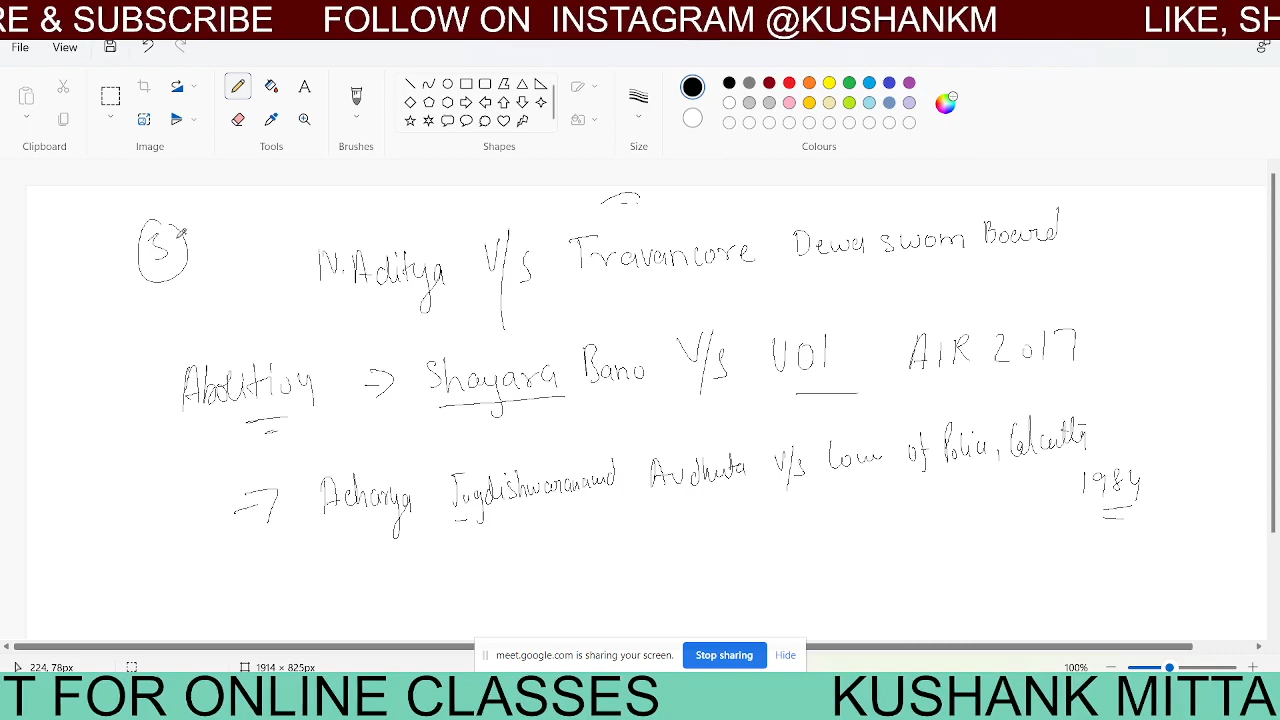 RE & SUBSCRIBE FOLLOW ON INSTAGRAM @KUSHANKM LIKE, SH
File View
Clipboard Image Tools Brushes Shapes Size Colours
3
N. Aditya V/s Travancore Dewa swom Board
Abolition => Shayara Bano V/s UOI AIR 2017
=> Acharya Jagdishwaranand Avdhuta V/s Com of Police, Calcutta
1984
meet.google.com is sharing your screen. Stop sharing Hide
224, 78px 1914 × 825px 100%
T FOR ONLINE CLASSES KUSHANK MITTA